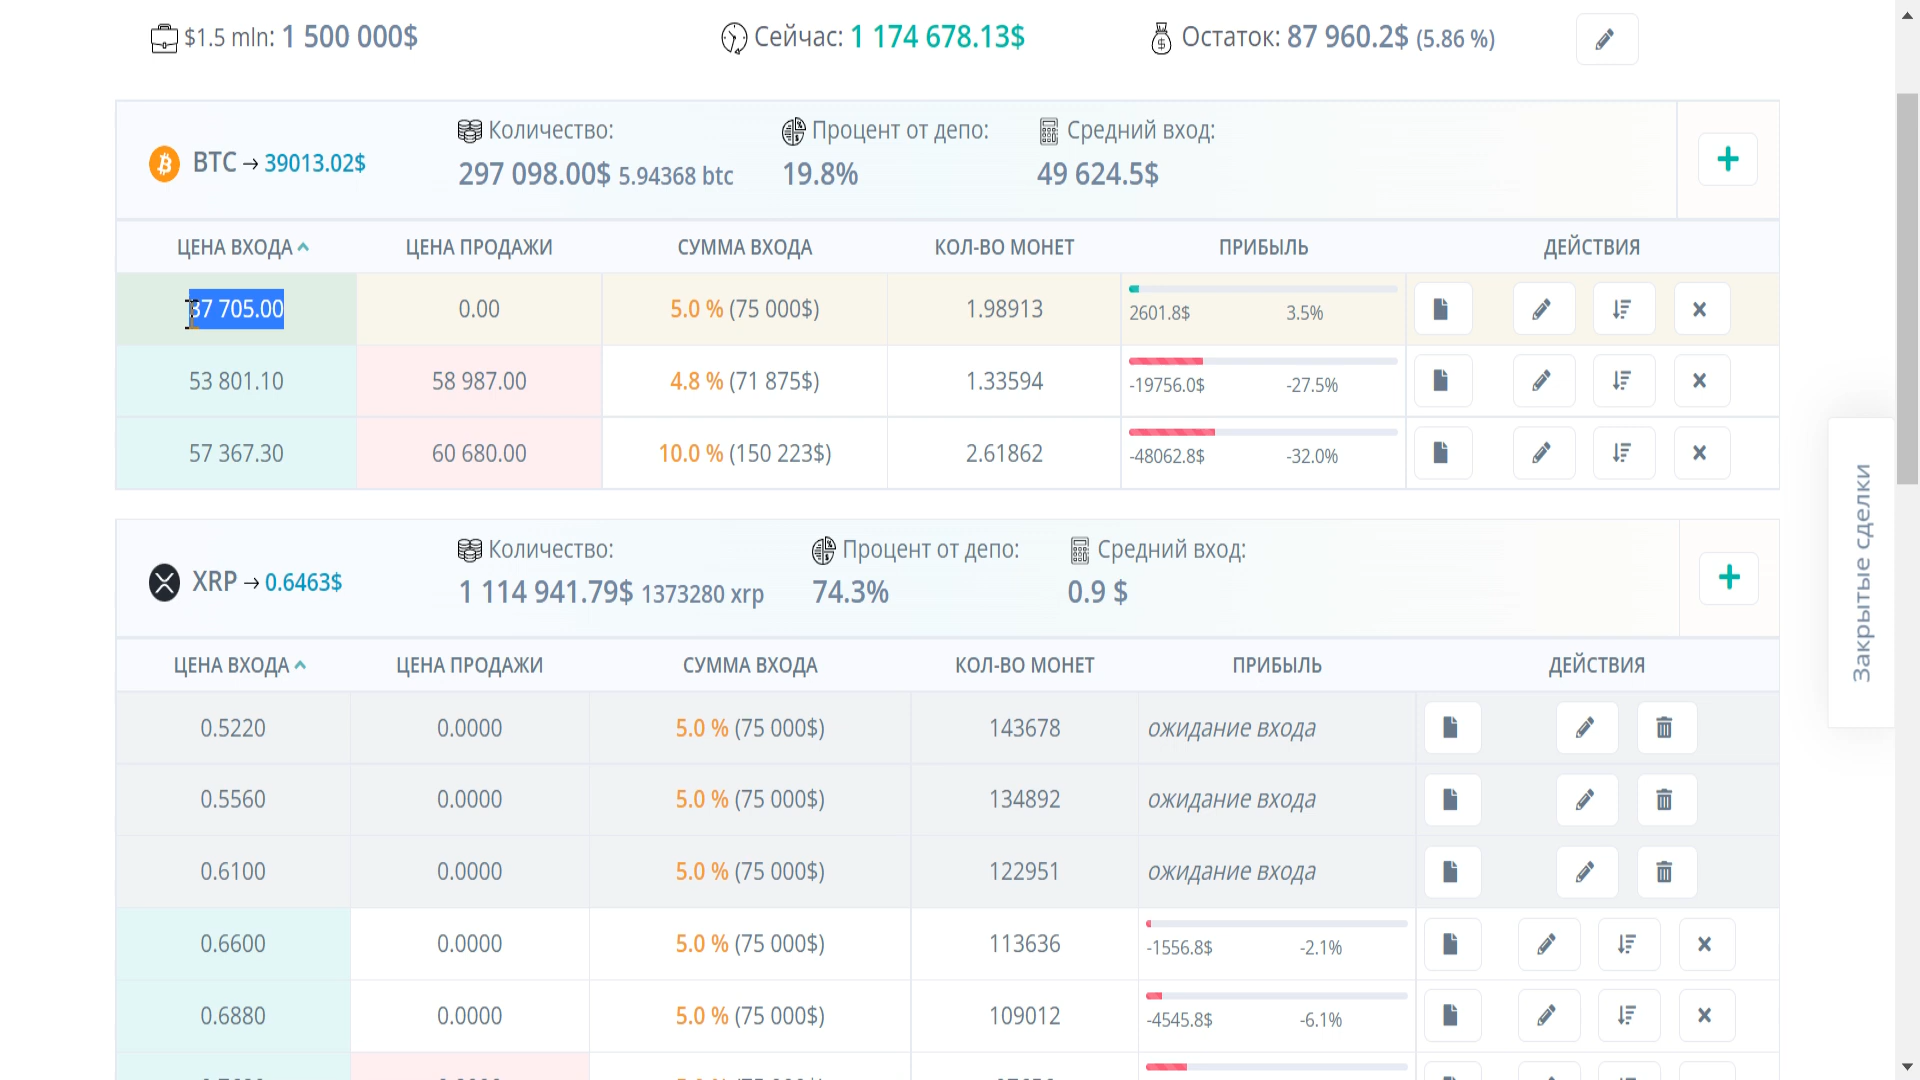 $1.5 mln: 1 500 000$ Сейчас: 1 174 678.13$ Остаток: 87 960.2$ (5.86 %)
BTC → 39013.02$ Количество: 297 098.00$ 5.94368 btc Процент от депо: 19.8% Средний вход: 49 624.5$ +
ЦЕНА ВХОДА ЦЕНА ПРОДАЖИ СУММА ВХОДА КОЛ-ВО МОНЕТ ПРИБЫЛЬ ДЕЙСТВИЯ
37 705.00 0.00 5.0 % (75 000$) 1.98913 2601.8$ 3.5%
53 801.10 58 987.00 4.8 % (71 875$) 1.33594 -19756.0$ -27.5%
57 367.30 60 680.00 10.0 % (150 223$) 2.61862 -48062.8$ -32.0%
XRP → 0.6463$ Количество: 1 114 941.79$ 1373280 xrp Процент от депо: 74.3% Средний вход: 0.9 $ +
ЦЕНА ВХОДА ЦЕНА ПРОДАЖИ СУММА ВХОДА КОЛ-ВО МОНЕТ ПРИБЫЛЬ ДЕЙСТВИЯ
0.5220 0.0000 5.0 % (75 000$) 143678 ожидание входа
0.5560 0.0000 5.0 % (75 000$) 134892 ожидание входа
0.6100 0.0000 5.0 % (75 000$) 122951 ожидание входа
0.6600 0.0000 5.0 % (75 000$) 113636 -1556.8$ -2.1%
0.6880 0.0000 5.0 % (75 000$) 109012 -4545.8$ -6.1%
Закрытые сделки